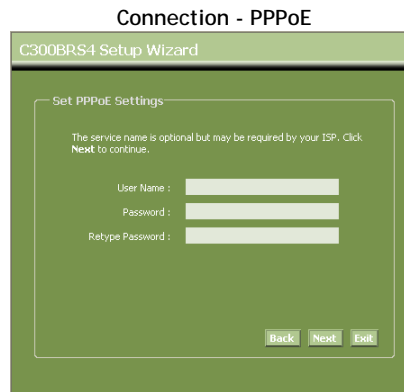 Connection - PPPoE
C300BRS4 Setup Wizard
Set PPPoE Settings
The service name is optional but may be required by your ISP. Click
Next to continue.
User Name :
Password :
Retype Password :
Back Next Exit